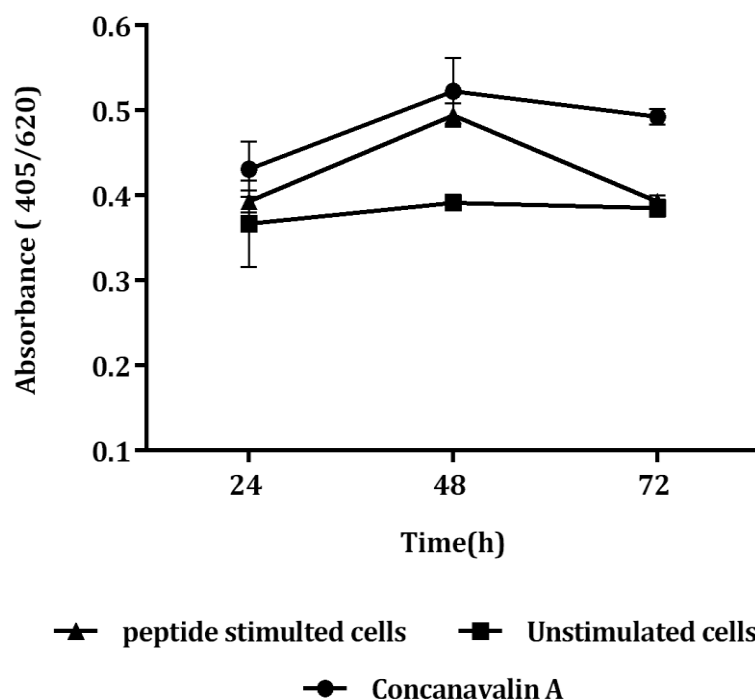 0.6
0.5
0.4
0.3
0.2
0.1
Absorbance ( 405/620)
24 48 72
Time(h)
peptide stimulted cells Unstimulated cells
Concanavalin A